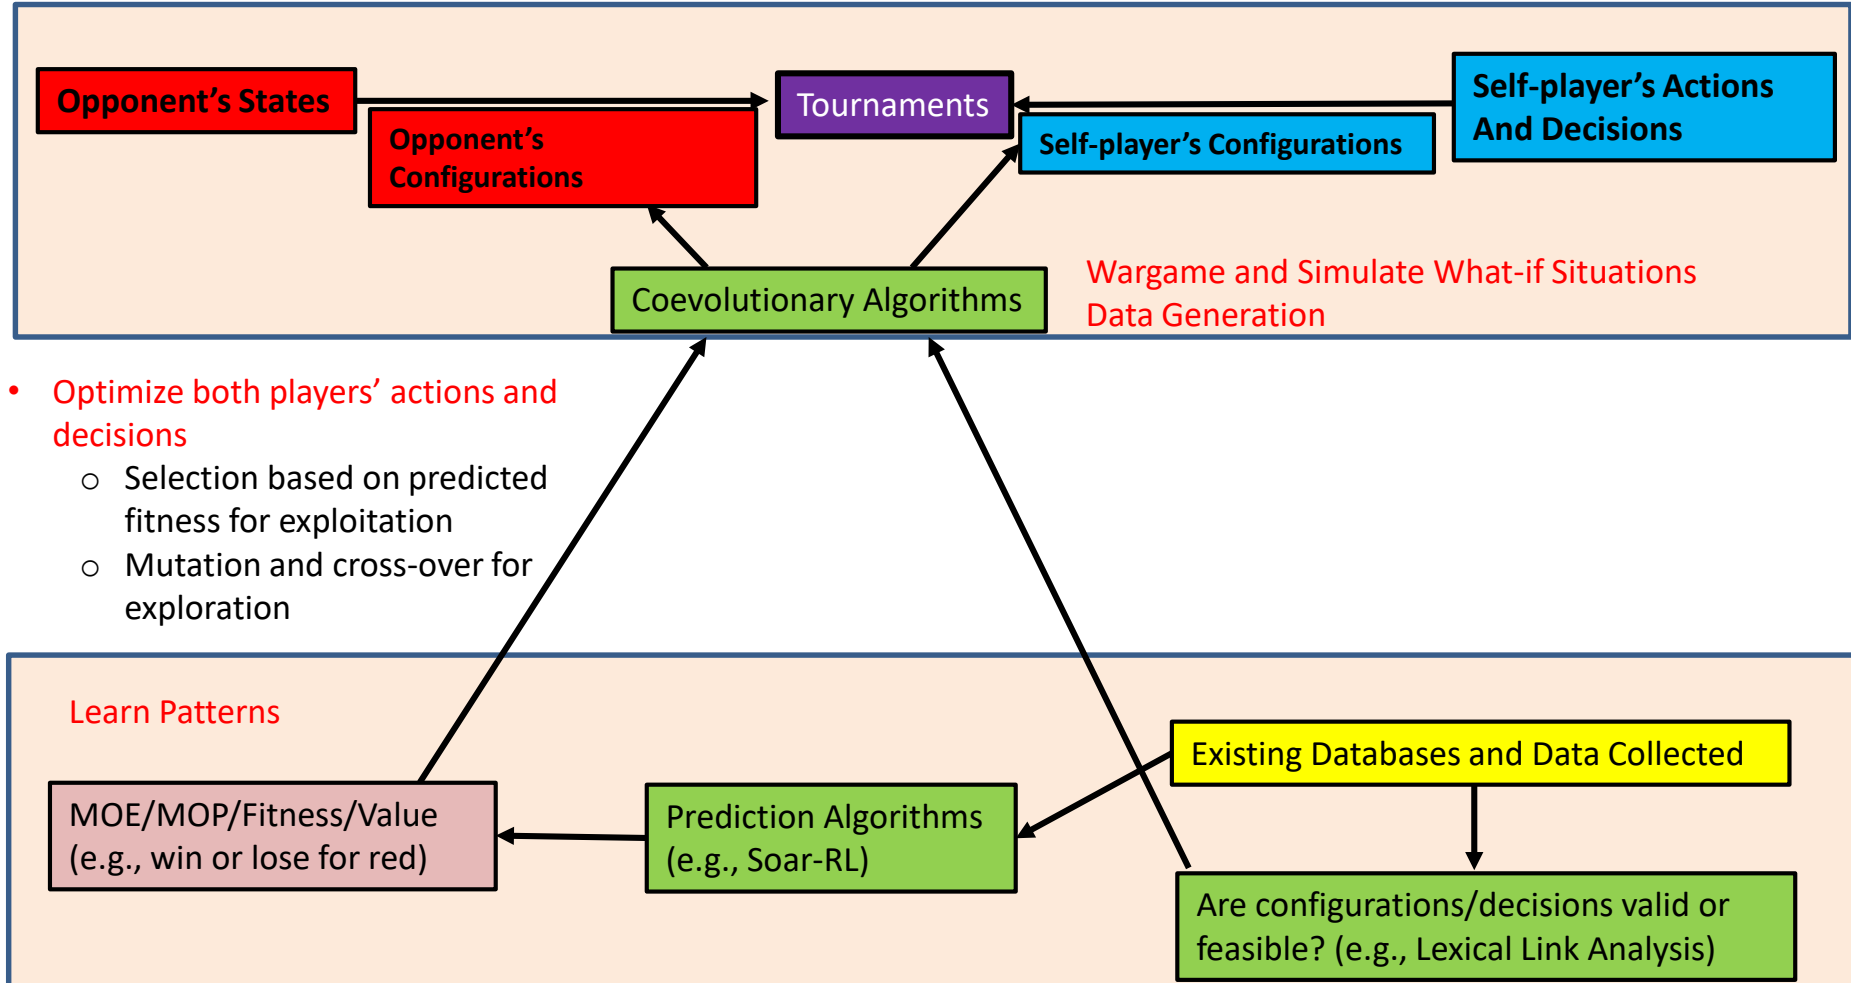 Opponent’s States
Opponent’s
Configurations
Tournaments
Self-player’s Configurations
Self-player’s Actions
And Decisions
Coevolutionary Algorithms
Wargame and Simulate What-if Situations
Data Generation
• Optimize both players’ actions and
decisions
o Selection based on predicted
fitness for exploitation
o Mutation and cross-over for
exploration
Learn Patterns
MOE/MOP/Fitness/Value
(e.g., win or lose for red)
Prediction Algorithms
(e.g., Soar-RL)
Existing Databases and Data Collected
Are configurations/decisions valid or
feasible? (e.g., Lexical Link Analysis)